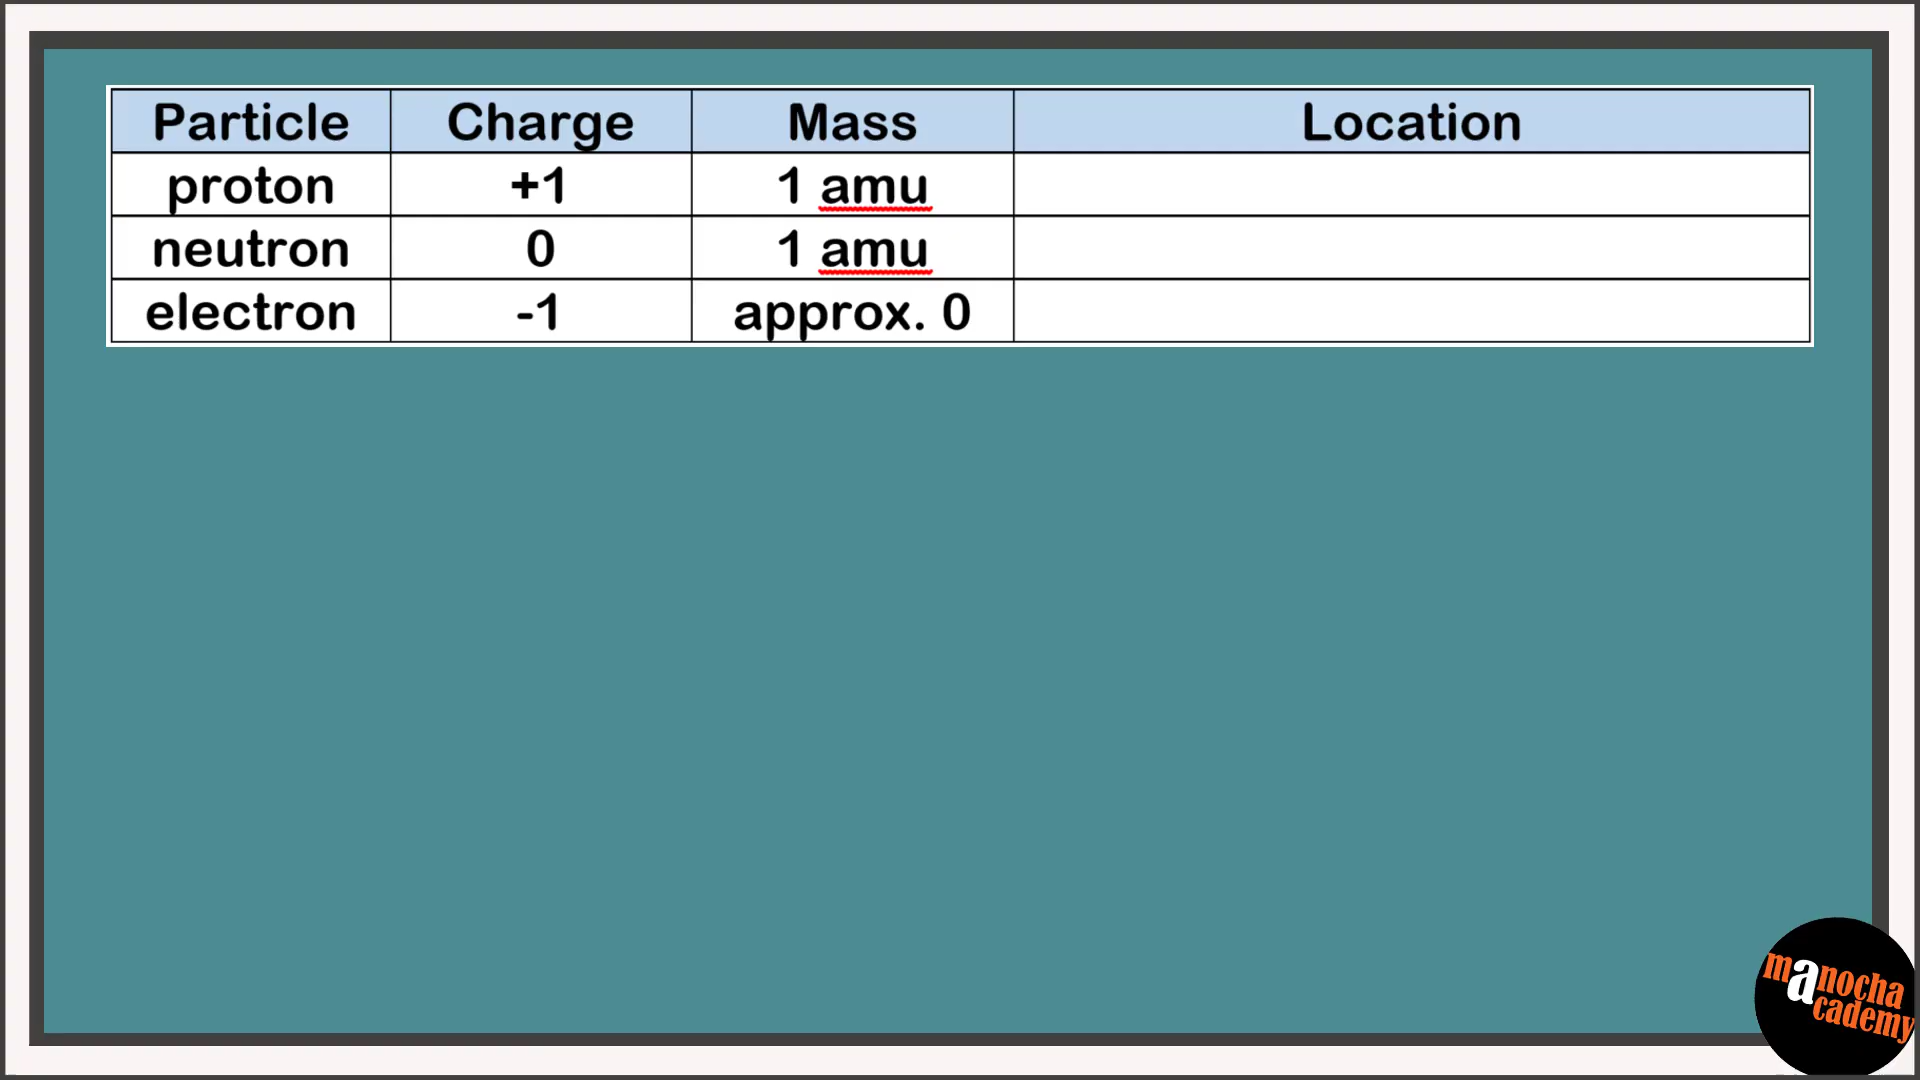 Particle Charge Mass Location
proton +1 1 amu
neutron 0 1 amu
electron -1 approx. 0
manocha
academy